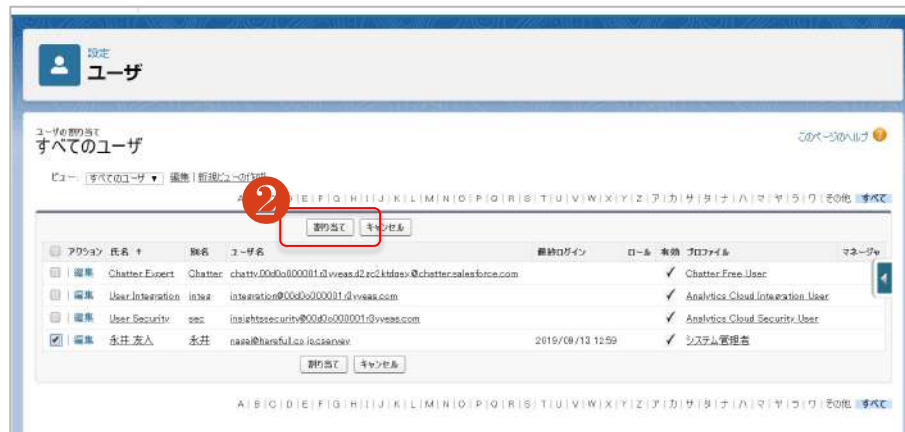 設定
ユーザ
ユーザの割り当て
すべてのユーザ
このページのヘルプ
ビュー: すべてのユーザ 編集 | 新規ビューの作成
2
A | D | E | F | G | H | I | J | K | L | M | N | O | P | Q | R | S | T | U | V | W | X | Y | Z | ア | カ | サ | タ | ナ | ハ | マ | ヤ | ラ | ワ | その他 すべて
割り当て キャンセル
アクション 氏名 ↑ 別名 ユーザ名 最終ログイン ロール 有効 プロファイル マネージャ
編集 Chatter Expert Chatter ✓ Chatter Free User
編集 User Integration integ ✓ Analytics Cloud Integration User
編集 User Security sec ✓ Analytics Cloud Security User
編集 永井 友人 永井 2019/09/13 12:59 ✓ システム管理者
割り当て キャンセル
A | B | C | D | E | F | G | H | I | J | K | L | M | N | O | P | Q | R | S | T | U | V | W | X | Y | Z | ア | カ | サ | タ | ナ | ハ | マ | ヤ | ラ | ワ | その他 すべて